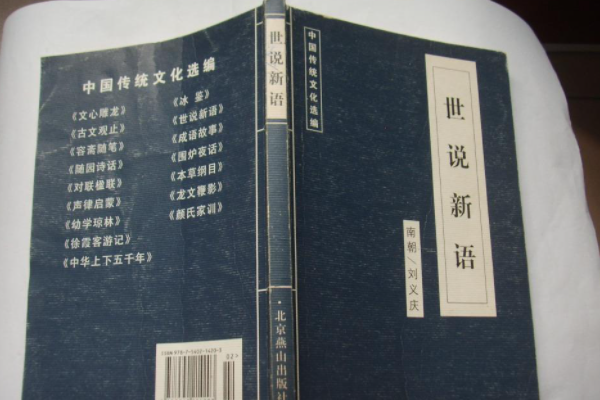 中国传统文化选编
《文心雕龙》
《古文观止》
《容斋随笔》
《随园诗话》
《对联楹联》
《声律启蒙》
《幼学琼林》
《徐霞客游记》
《中华上下五千年》
《冰鉴》
《世说新语》
《成语故事》
《围炉夜话》
《本草纲目》
《龙文鞭影》
《颜氏家训》
02
世说新语
·北京燕山出版社
中国传统文化选编
世说新语
南朝/刘义庆